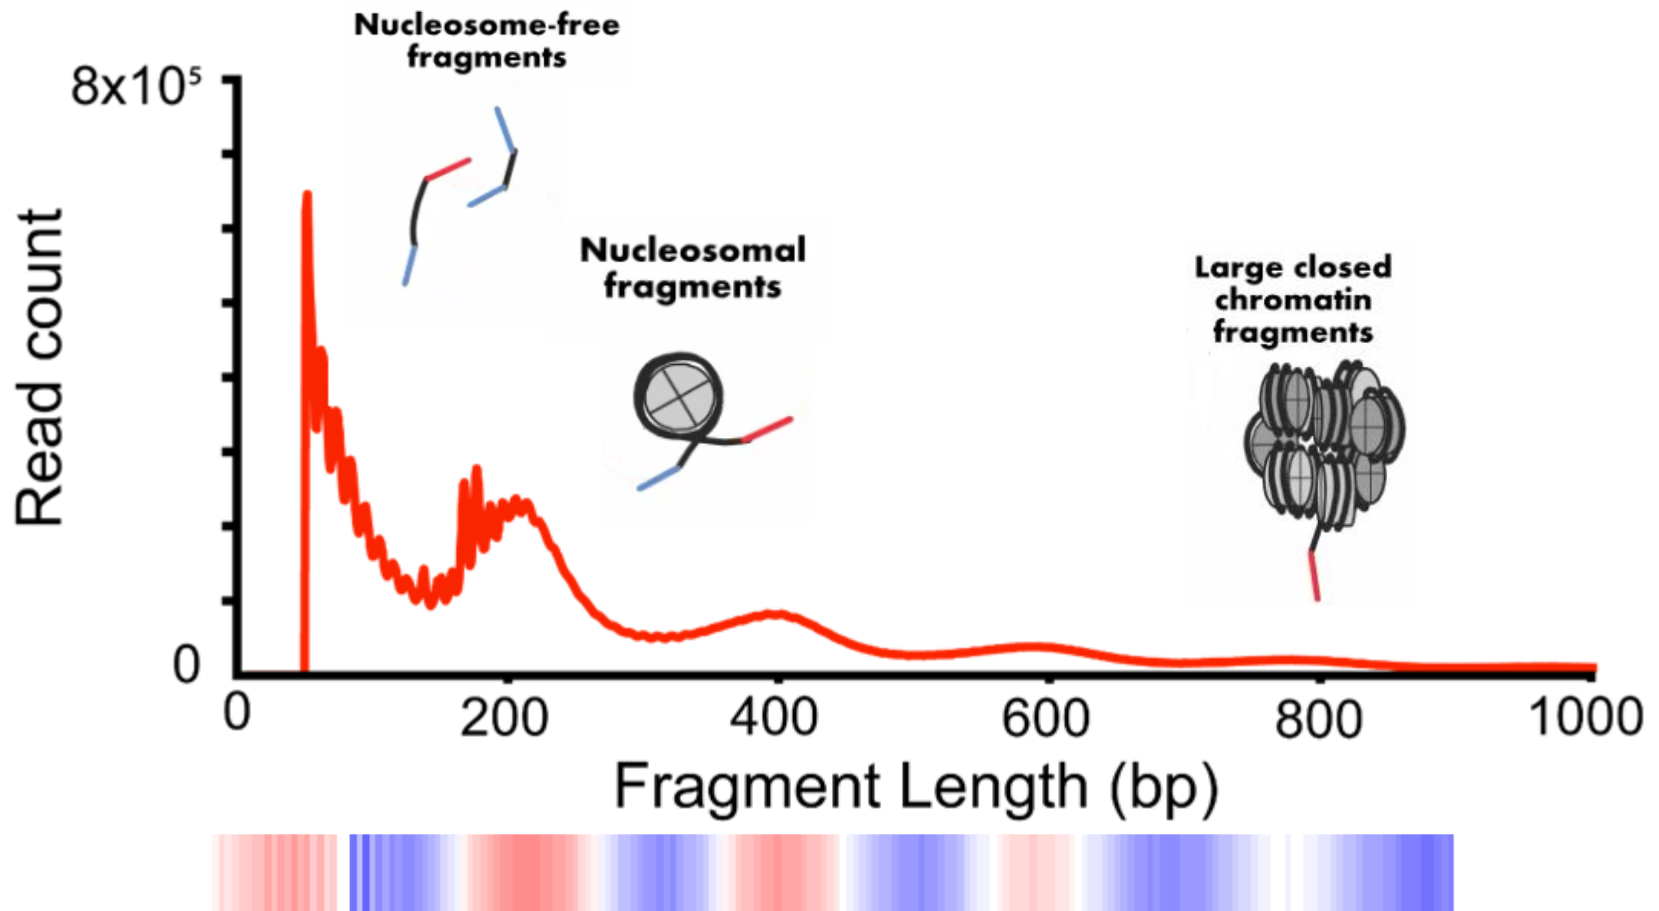 Nucleosome-free
fragments
8x10⁵
Nucleosomal
fragments
Large closed
chromatin
fragments
Read count
0
0 200 400 600 800 1000
Fragment Length (bp)